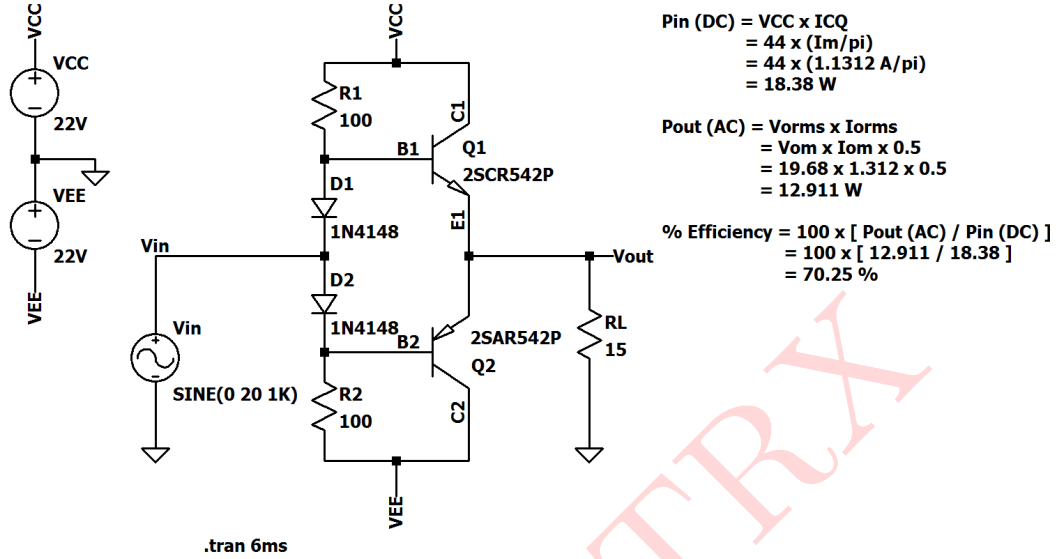 VCC
VCC
22V
VEE
22V
VEE
Vin
Vin
SINE(0 20 1K)
.tran 6ms
VCC
R1
100
C1
B1
Q1
2SCR542P
D1
1N4148
E1
Vout
D2
1N4148
B2
2SAR542P
Q2
RL
15
R2
100
C2
VEE
Pin (DC) = VCC x ICQ
= 44 x (Im/pi)
= 44 x (1.1312 A/pi)
= 18.38 W
Pout (AC) = Vorms x Iorms
= Vom x Iom x 0.5
= 19.68 x 1.312 x 0.5
= 12.911 W
% Efficiency = 100 x [ Pout (AC) / Pin (DC) ]
= 100 x [ 12.911 / 18.38 ]
= 70.25 %
TRX